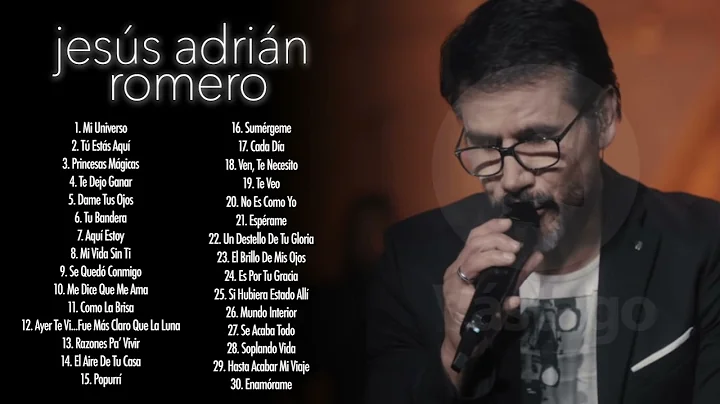 jesús adrián
romero
1. Mi Universo
2. Tú Estás Aquí
3. Princesas Mágicas
4. Te Dejo Ganar
5. Dame Tus Ojos
6. Tu Bandera
7. Aquí Estoy
8. Mi Vida Sin Ti
9. Se Quedó Conmigo
10. Me Dice Que Me Ama
11. Como La Brisa
12. Ayer Te Vi...Fue Más Claro Que La Luna
13. Razones Pa' Vivir
14. El Aire De Tu Casa
15. Popurrí
16. Sumérgeme
17. Cada Día
18. Ven, Te Necesito
19. Te Veo
20. No Es Como Yo
21. Espérame
22. Un Destello De Tu Gloria
23. El Brillo De Mis Ojos
24. Es Por Tu Gracia
25. Si Hubiera Estado Allí
26. Mundo Interior
27. Se Acaba Todo
28. Soplando Vida
29. Hasta Acabar Mi Viaje
30. Enamórame